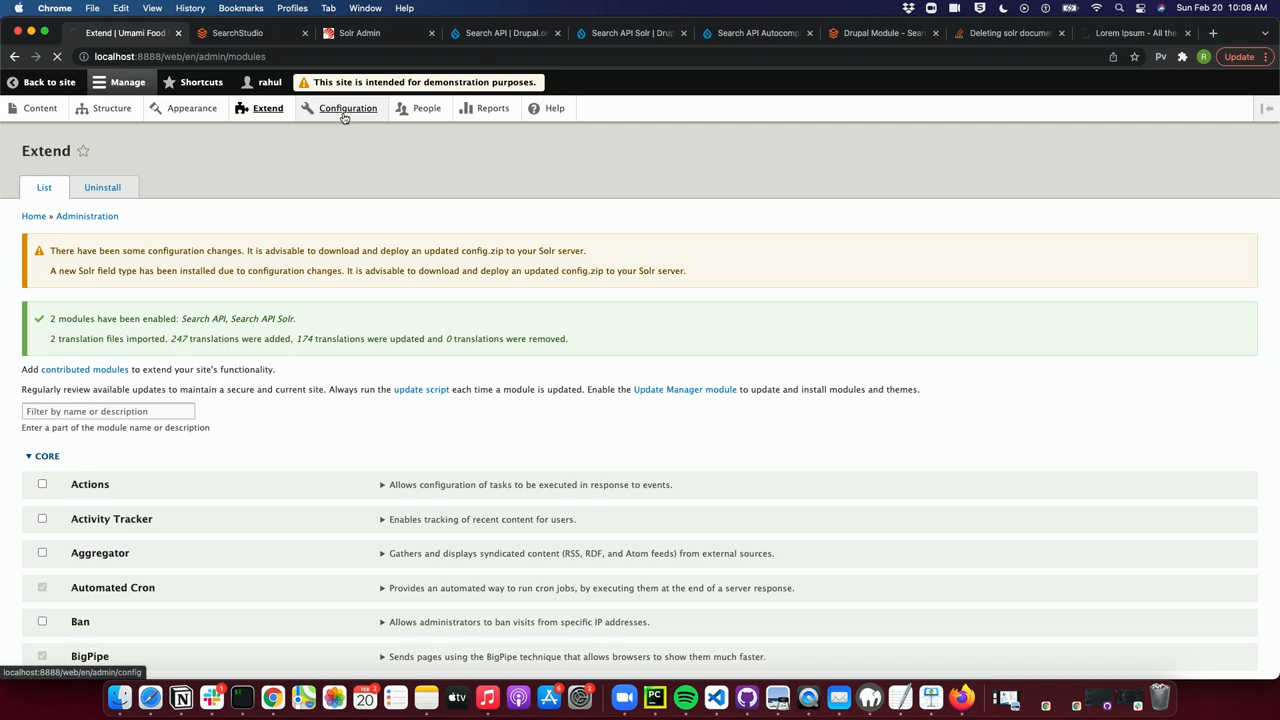 Chrome File Edit View History Bookmarks Profiles Tab Window Help
Sun Feb 20 10:08 AM
Extend | Umami Food
SearchStudio
Solr Admin
Search API | Drupal.or
Search API Solr | Drup
Search API Autocompl
Drupal Module - Sear
Deleting solr documen
Lorem Ipsum - All the
localhost:8888/web/en/admin/modules
Pv
R
Update
Back to site Manage Shortcuts rahul
This site is intended for demonstration purposes.
Content Structure Appearance Extend Configuration People Reports Help
Extend
List Uninstall
Home » Administration
There have been some configuration changes. It is advisable to download and deploy an updated config.zip to your Solr server.
A new Solr field type has been installed due to configuration changes. It is advisable to download and deploy an updated config.zip to your Solr server.
2 modules have been enabled: Search API, Search API Solr.
2 translation files imported. 247 translations were added, 174 translations were updated and 0 translations were removed.
Add contributed modules to extend your site's functionality.
Regularly review available updates to maintain a secure and current site. Always run the update script each time a module is updated. Enable the Update Manager module to update and install modules and themes.
Filter by name or description
Enter a part of the module name or description
CORE
Actions Allows configuration of tasks to be executed in response to events.
Activity Tracker Enables tracking of recent content for users.
Aggregator Gathers and displays syndicated content (RSS, RDF, and Atom feeds) from external sources.
Automated Cron Provides an automated way to run cron jobs, by executing them at the end of a server response.
Ban Allows administrators to ban visits from specific IP addresses.
BigPipe Sends pages using the BigPipe technique that allows browsers to show them much faster.
localhost:8888/web/en/admin/config
FEB
20
tv
PC